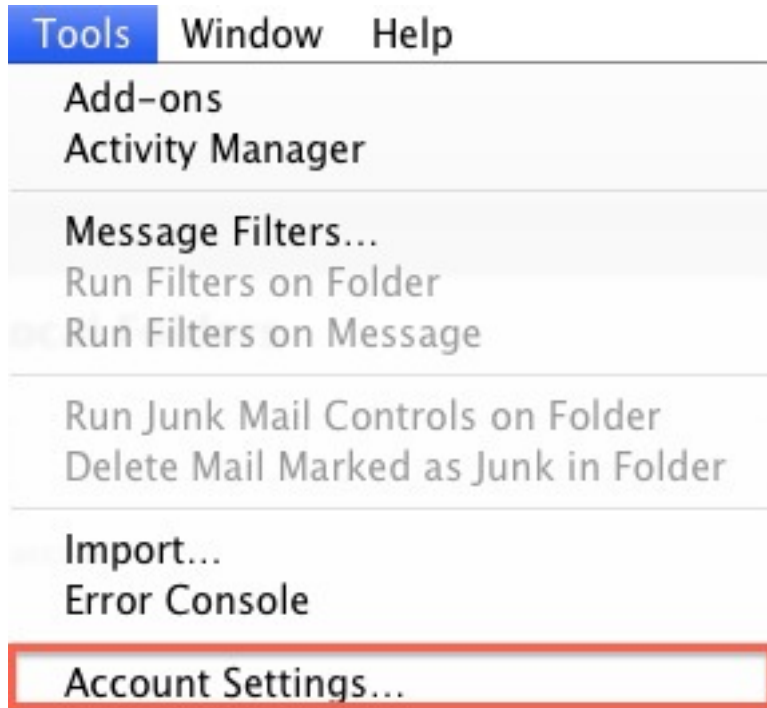 Tools Window Help
Add-ons
Activity Manager
Message Filters...
Run Filters on Folder
Run Filters on Message
Run Junk Mail Controls on Folder
Delete Mail Marked as Junk in Folder
Import...
Error Console
Account Settings...